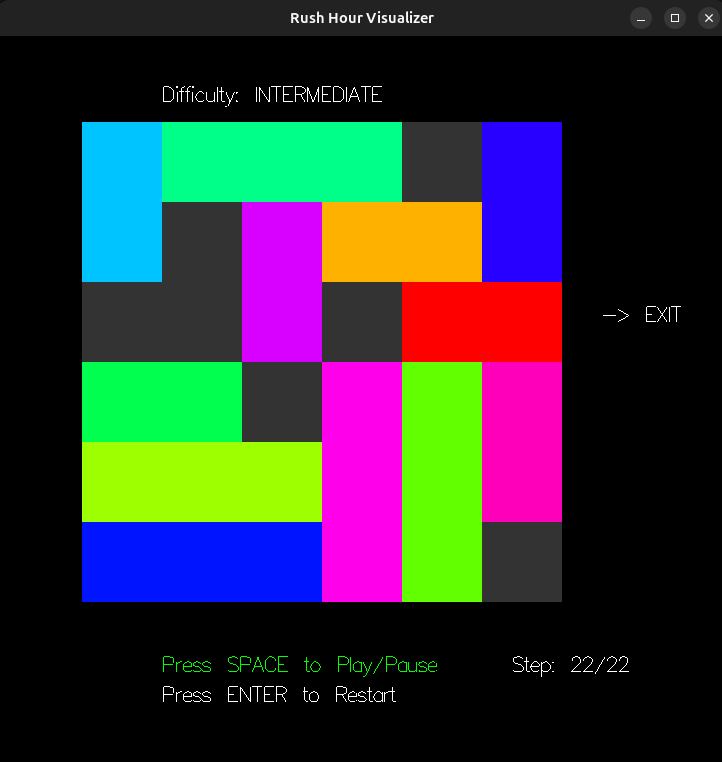 Rush Hour Visualizer
Difficulty: INTERMEDIATE
—> EXIT
Press SPACE to Play/Pause Step: 22/22
Press ENTER to Restart